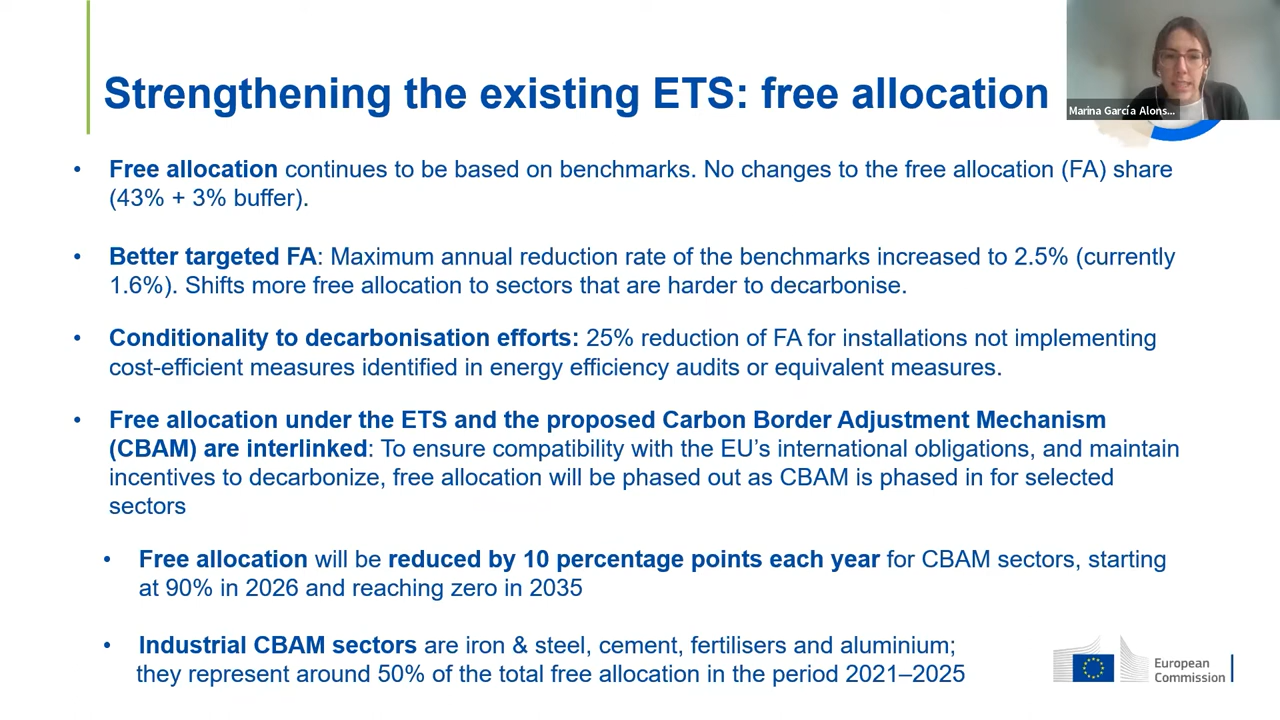 Strengthening the existing ETS: free allocation
Marina García Alons...
• Free allocation continues to be based on benchmarks. No changes to the free allocation (FA) share
(43% + 3% buffer).
• Better targeted FA: Maximum annual reduction rate of the benchmarks increased to 2.5% (currently
1.6%). Shifts more free allocation to sectors that are harder to decarbonise.
• Conditionality to decarbonisation efforts: 25% reduction of FA for installations not implementing
cost-efficient measures identified in energy efficiency audits or equivalent measures.
• Free allocation under the ETS and the proposed Carbon Border Adjustment Mechanism
(CBAM) are interlinked: To ensure compatibility with the EU’s international obligations, and maintain
incentives to decarbonize, free allocation will be phased out as CBAM is phased in for selected
sectors
• Free allocation will be reduced by 10 percentage points each year for CBAM sectors, starting
at 90% in 2026 and reaching zero in 2035
• Industrial CBAM sectors are iron & steel, cement, fertilisers and aluminium;
they represent around 50% of the total free allocation in the period 2021–2025
European
Commission